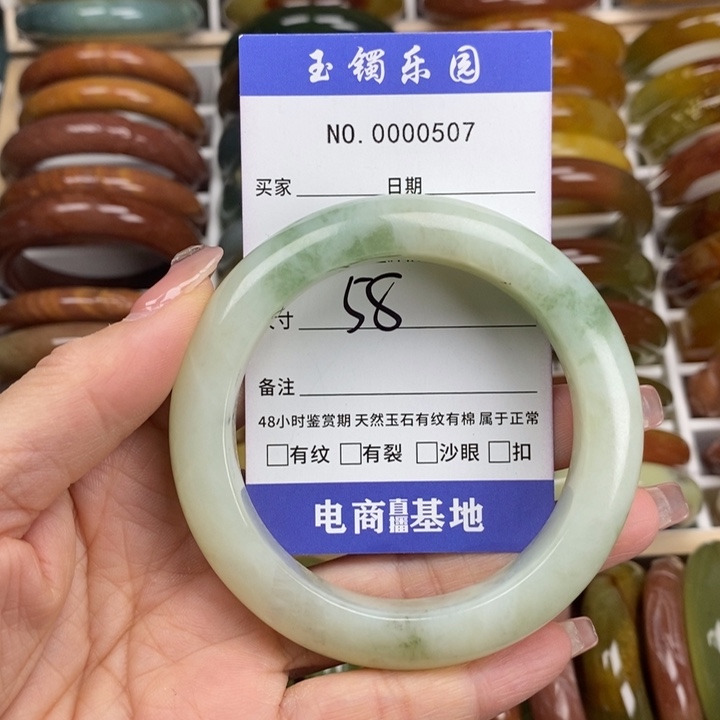 玉镯乐园
NO.0000507
买家 日期
寸 58
备注
48小时鉴赏期 天然玉石有纹有棉 属于正常
□有纹 □有裂 □沙眼 □扣
电商直播基地